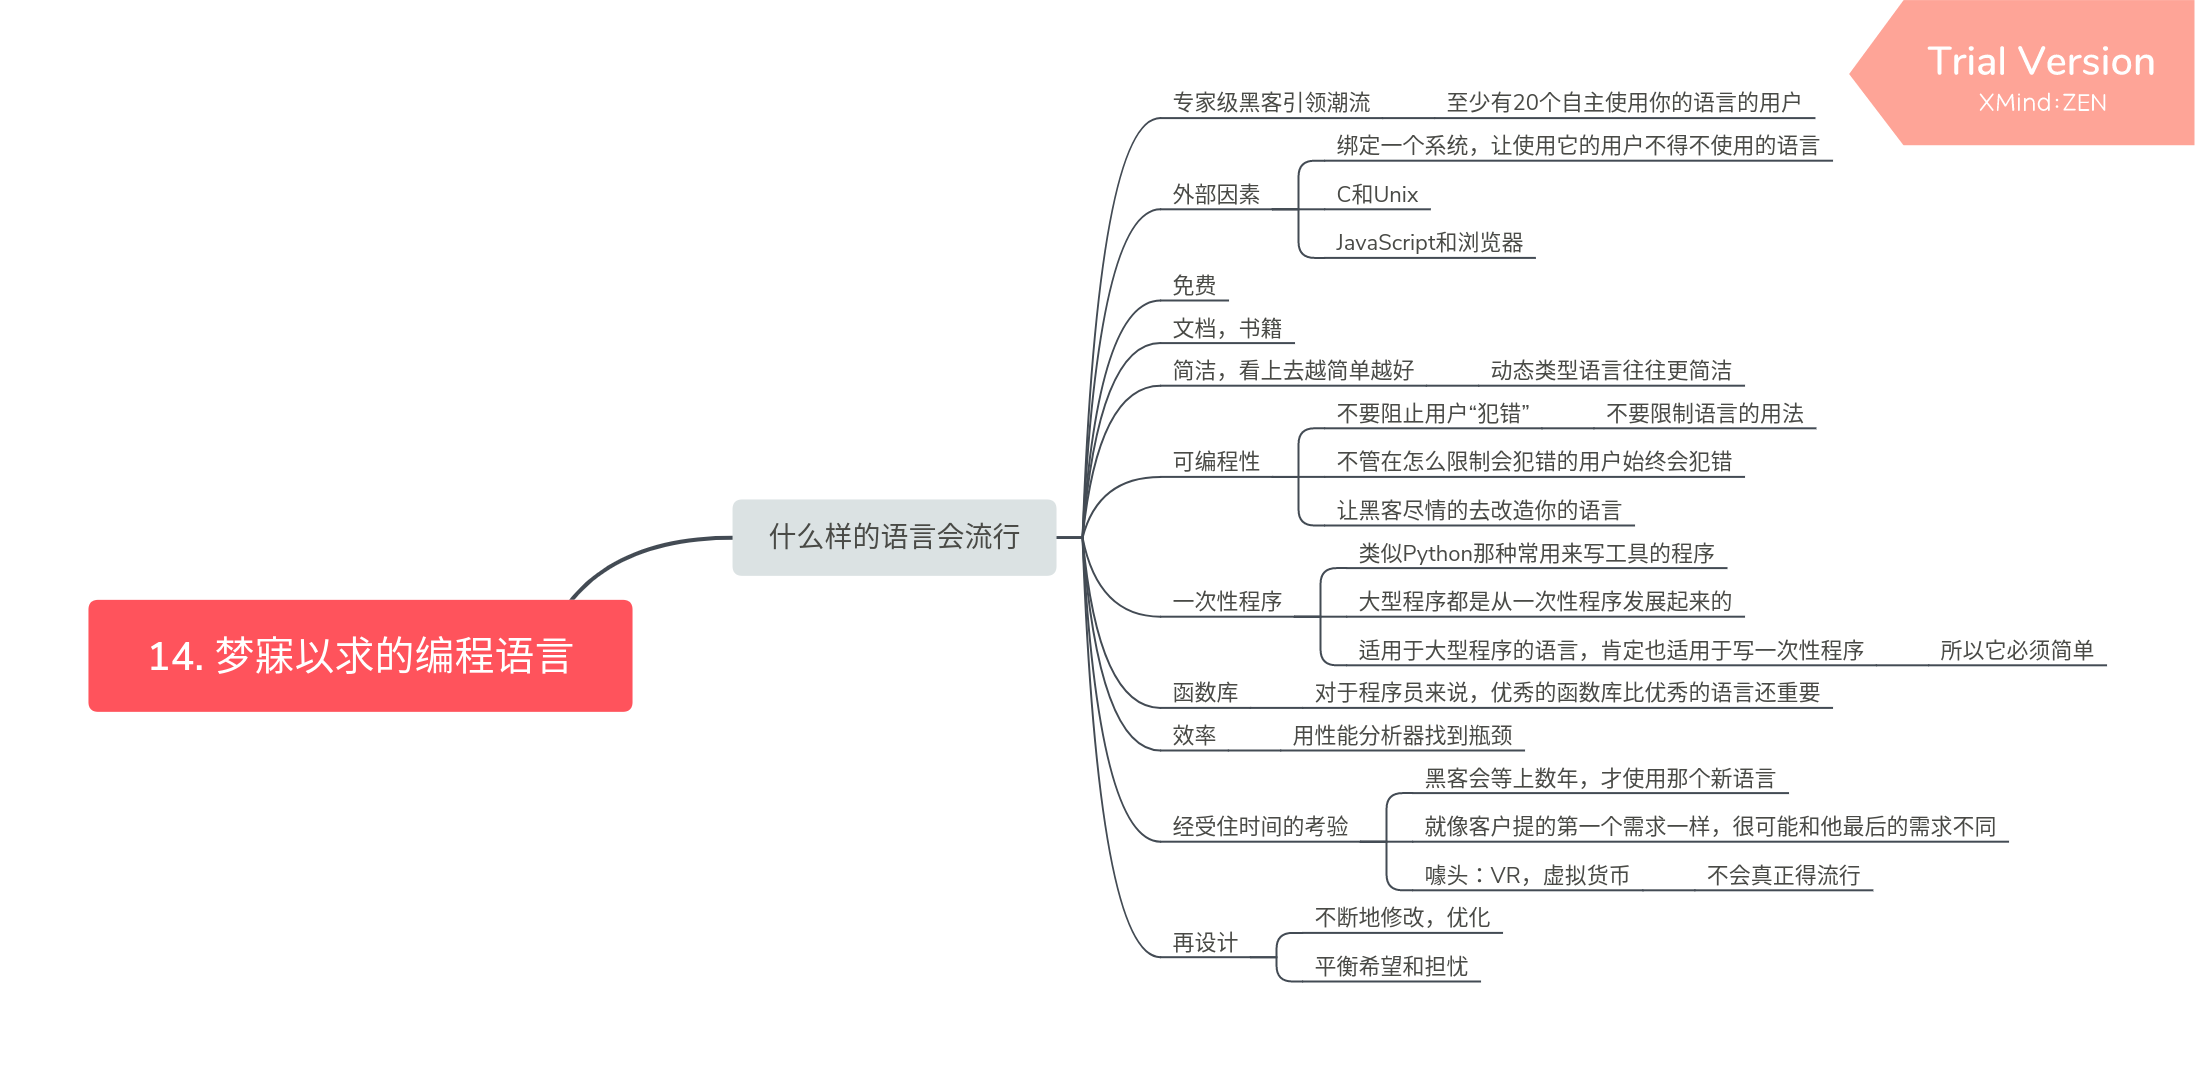 Trial Version
XMind:ZEN
14. 梦寐以求的编程语言
什么样的语言会流行
专家级黑客引领潮流
至少有20个自主使用你的语言的用户
外部因素
绑定一个系统，让使用它的用户不得不使用的语言
C和Unix
JavaScript和浏览器
免费
文档，书籍
简洁，看上去越简单越好
动态类型语言往往更简洁
可编程性
不要阻止用户“犯错”
不要限制语言的用法
不管在怎么限制会犯错的用户始终会犯错
让黑客尽情的去改造你的语言
一次性程序
类似Python那种常用来写工具的程序
大型程序都是从一次性程序发展起来的
适用于大型程序的语言，肯定也适用于写一次性程序
所以它必须简单
函数库
对于程序员来说，优秀的函数库比优秀的语言还重要
效率
用性能分析器找到瓶颈
经受住时间的考验
黑客会等上数年，才使用那个新语言
就像客户提的第一个需求一样，很可能和他最后的需求不同
噱头：VR，虚拟货币
不会真正得流行
再设计
不断地修改，优化
平衡希望和担忧